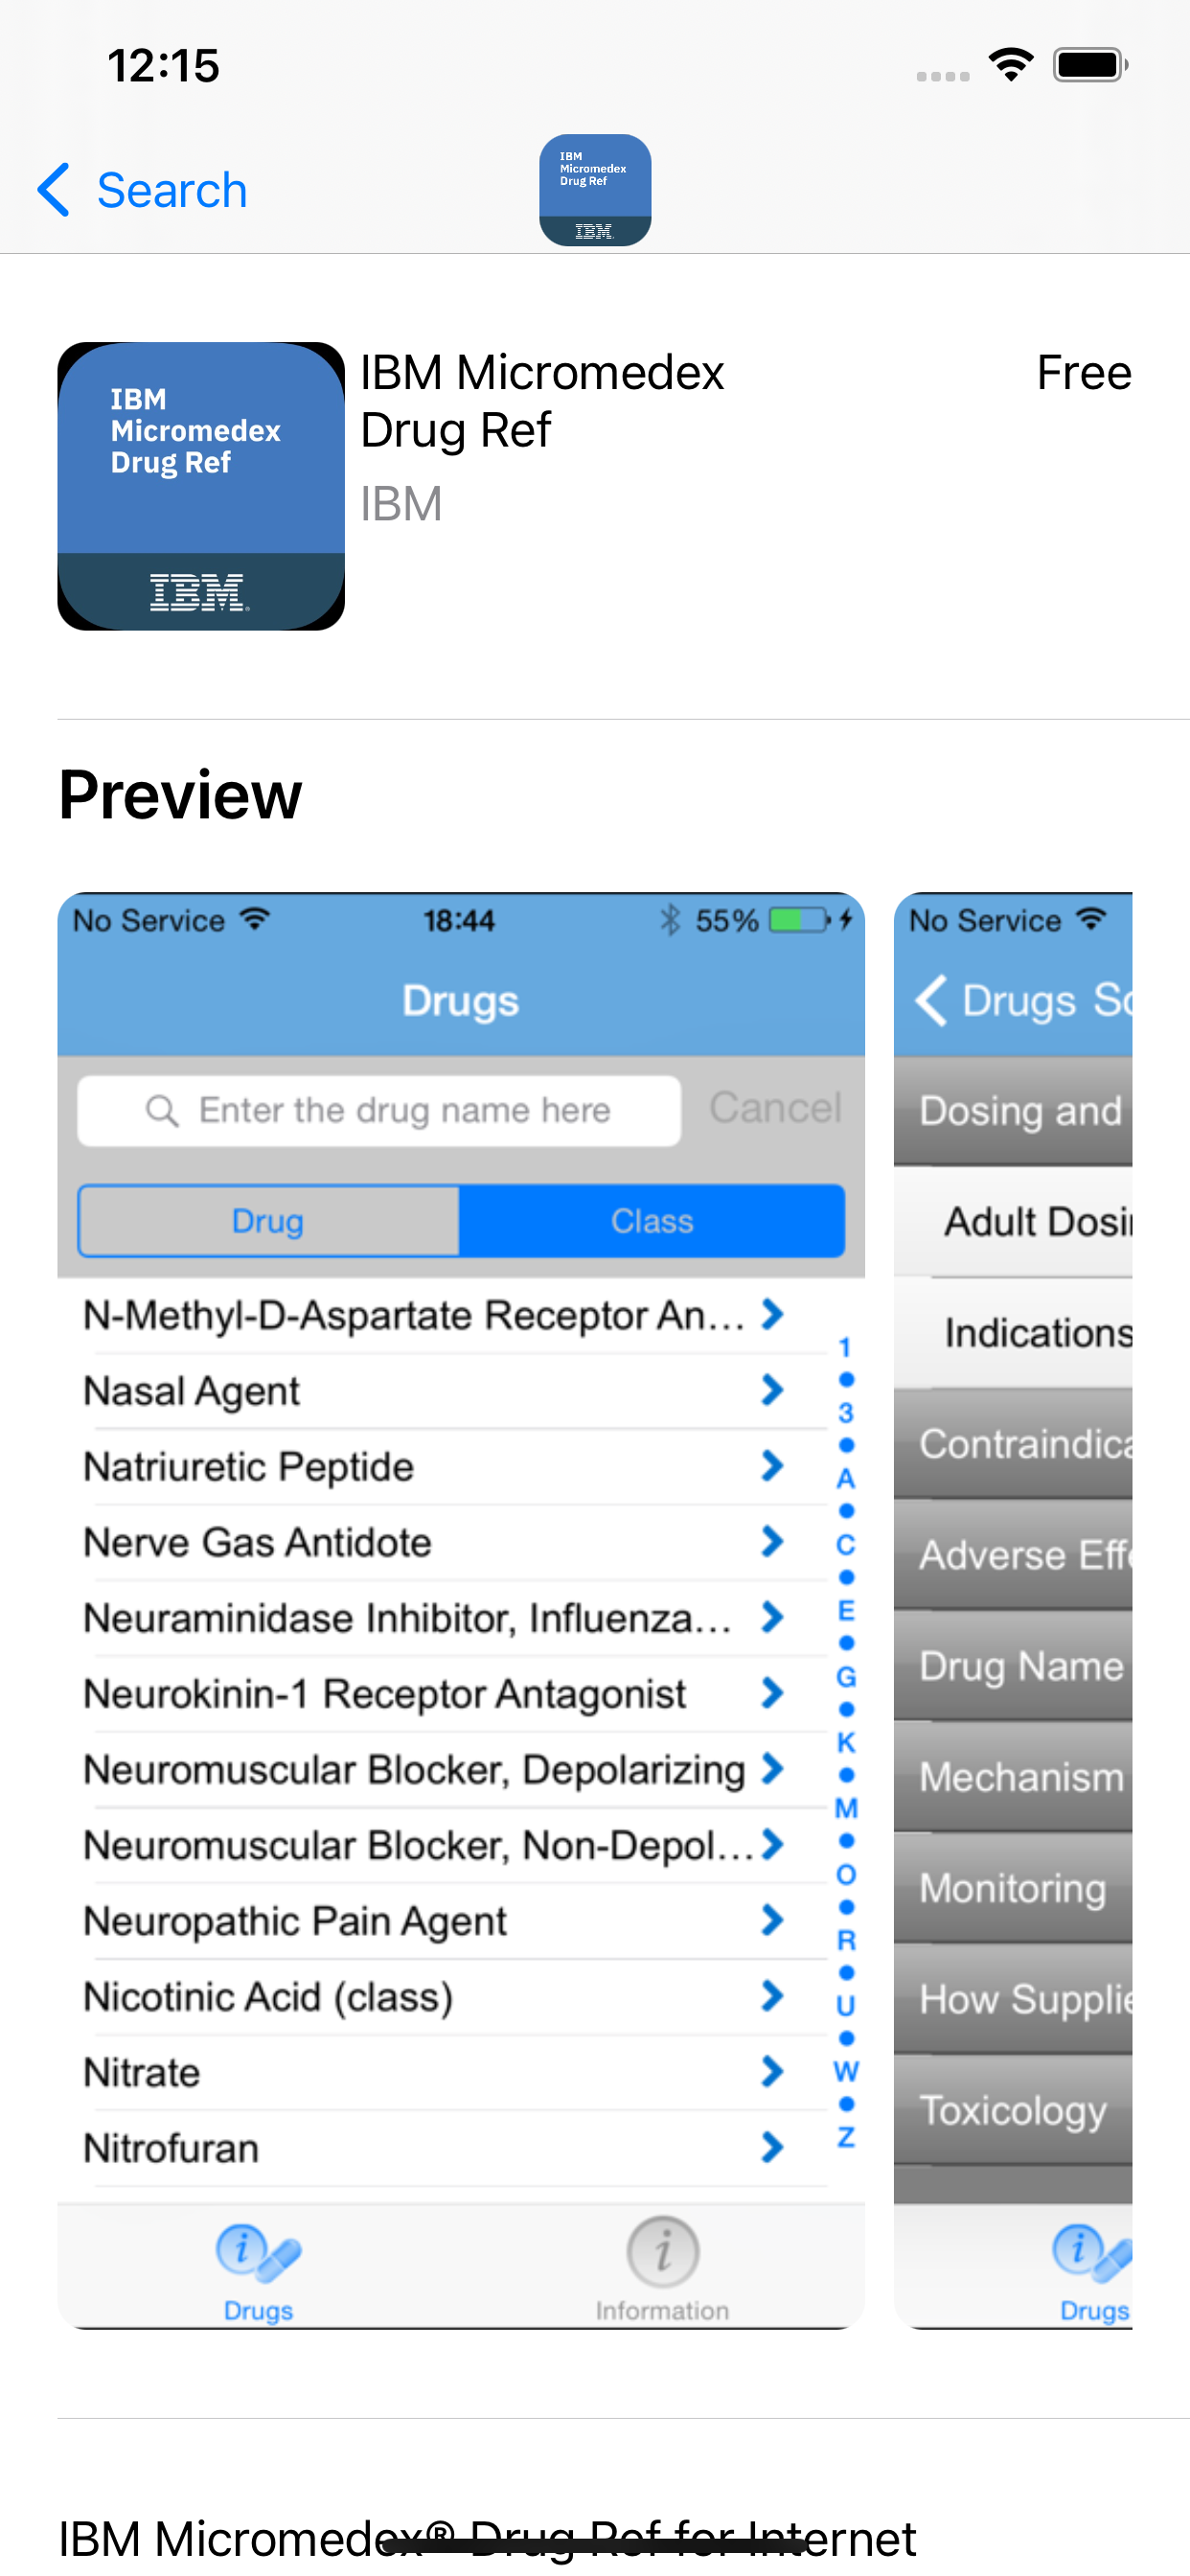 12:15
Search
IBM
Micromedex
Drug Ref
IBM
IBM
Micromedex
Drug Ref
IBM
IBM Micromedex
Drug Ref
IBM
Free
Preview
No Service 18:44 55%
Drugs
Enter the drug name here Cancel
Drug Class
N-Methyl-D-Aspartate Receptor An...
Nasal Agent
Natriuretic Peptide
Nerve Gas Antidote
Neuraminidase Inhibitor, Influenza...
Neurokinin-1 Receptor Antagonist
Neuromuscular Blocker, Depolarizing
Neuromuscular Blocker, Non-Depol...
Neuropathic Pain Agent
Nicotinic Acid (class)
Nitrate
Nitrofuran
1
3
A
C
E
G
K
M
O
R
U
W
Z
Drugs Information
No Service
Drugs
Dosing and
Adult Dosi
Indications
Contraindica
Adverse Eff
Drug Name
Mechanism
Monitoring
How Supplie
Toxicology
Drugs
IBM Micromedex® Drug Ref for Internet